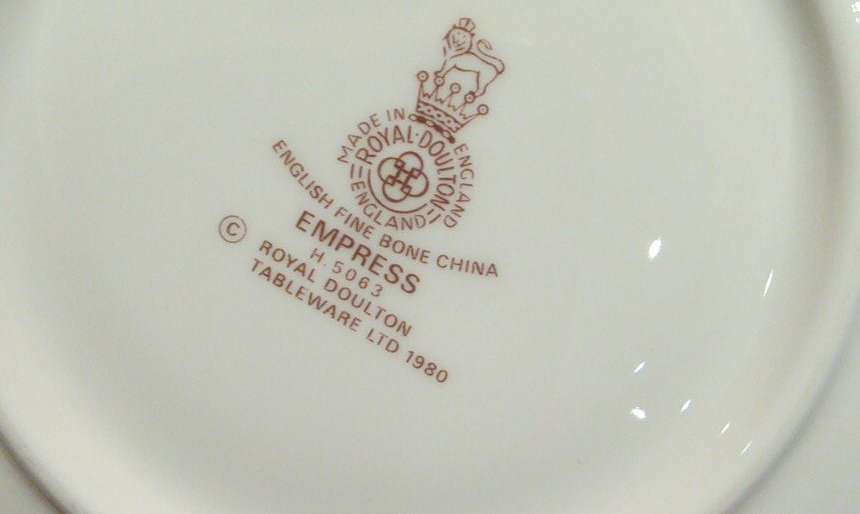 MADE IN ENGLAND
ROYAL·DOULTON
ENGLAND
ENGLISH FINE BONE CHINA
EMPRESS
H.5063
© ROYAL DOULTON
TABLEWARE LTD 1980